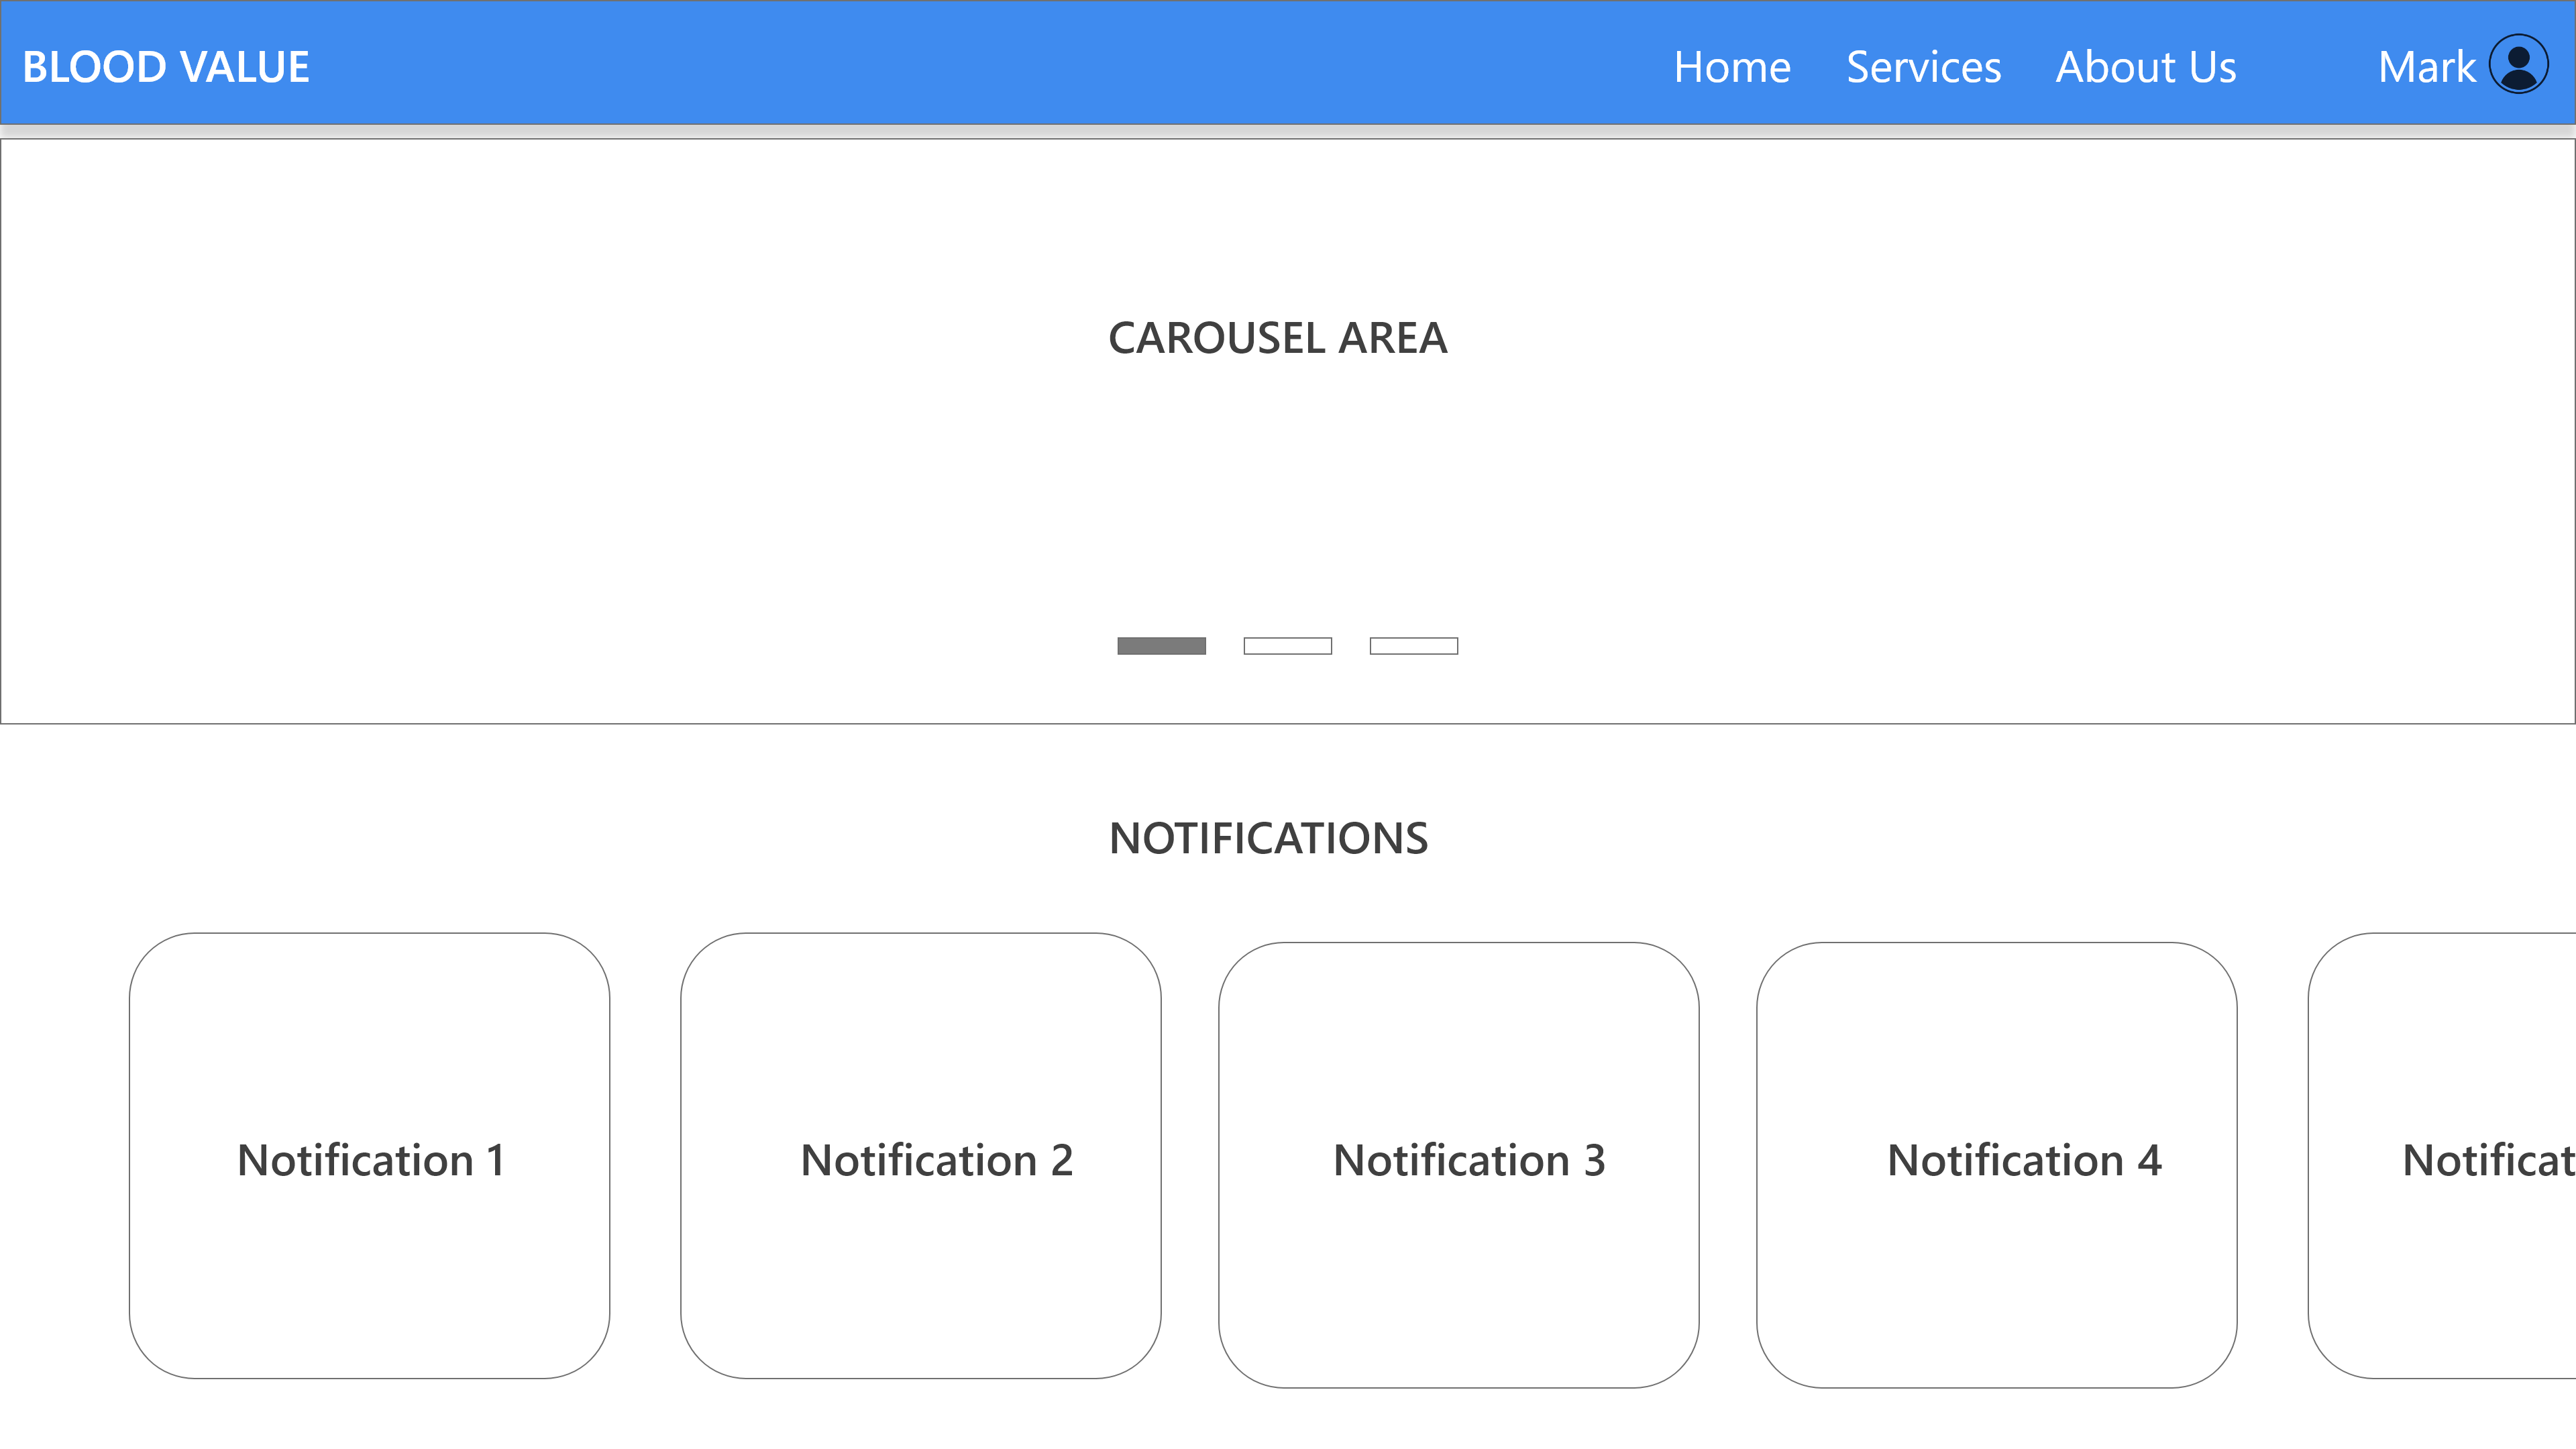 BLOOD VALUE Home Services About Us Mark
CAROUSEL AREA
NOTIFICATIONS
Notification 1 Notification 2 Notification 3 Notification 4 Notificat